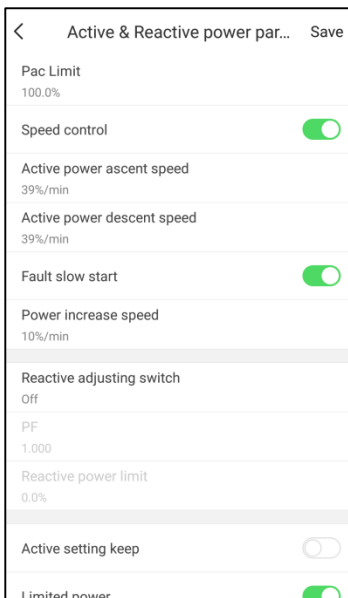 Active & Reactive power par... Save
Pac Limit
100.0%
Speed control
Active power ascent speed
39%/min
Active power descent speed
39%/min
Fault slow start
Power increase speed
10%/min
Reactive adjusting switch
Off
PF
1.000
Reactive power limit
0.0%
Active setting keep
Limited power